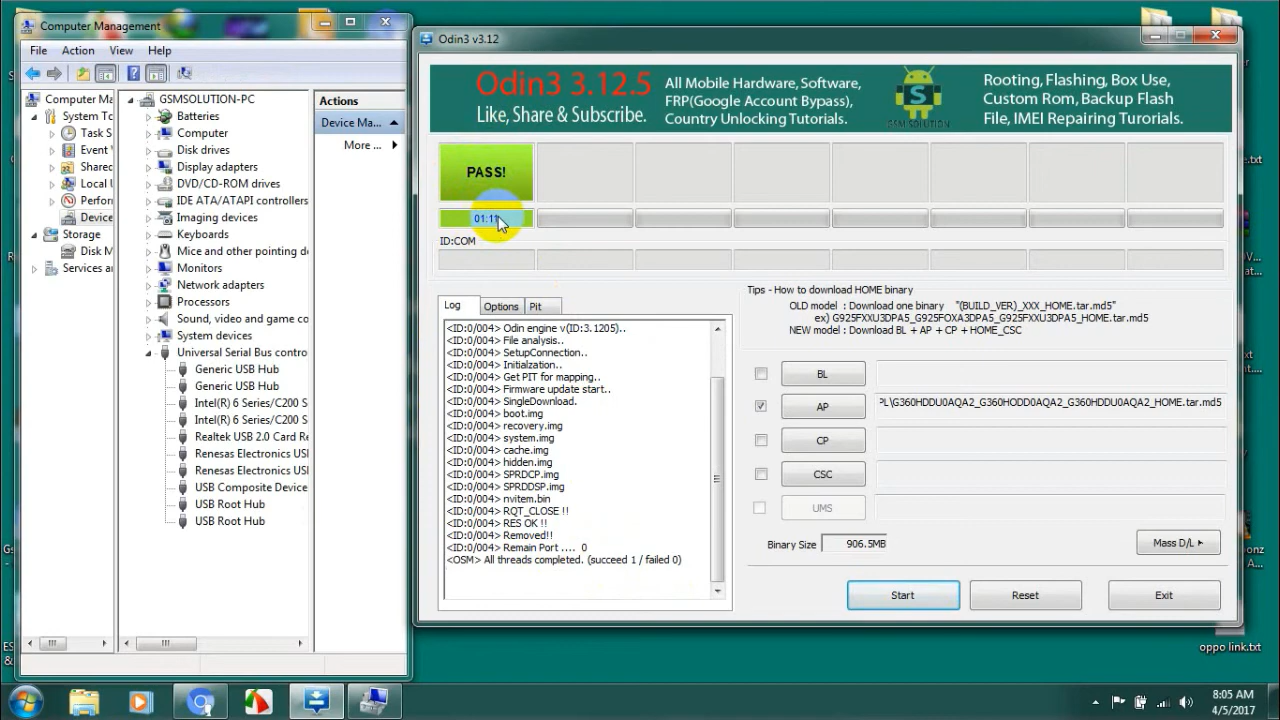 Computer Management
File Action View Help
Computer Ma
System To
Task S
Event
Shared
Local
Perfor
Device
Storage
Disk M
Services a
GSMSOLUTION-PC
Batteries
Computer
Disk drives
Display adapters
DVD/CD-ROM drives
IDE ATA/ATAPI controllers
Imaging devices
Keyboards
Mice and other pointing de
Monitors
Network adapters
Processors
Sound, video and game co
System devices
Universal Serial Bus contro
Generic USB Hub
Generic USB Hub
Intel(R) 6 Series/C200 S
Intel(R) 6 Series/C200 S
Realtek USB 2.0 Card Re
Renesas Electronics USB
Renesas Electronics USB
USB Composite Device
USB Root Hub
USB Root Hub
Actions
Device Ma...
More ...
Odin3 v3.12
Odin3 3.12.5
Like, Share & Subscribe.
All Mobile Hardware, Software,
FRP(Google Account Bypass),
Country Unlocking Tutorials.
S
GSM SOLUTION
Rooting, Flashing, Box Use,
Custom Rom, Backup Flash
File, IMEI Repairing Turorials.
PASS!
01:11
ID:COM
Log Options Pit
<ID:0/004> Odin engine v(ID:3.1205)..
<ID:0/004> File analysis..
<ID:0/004> SetupConnection..
<ID:0/004> Initialzation..
<ID:0/004> Get PIT for mapping..
<ID:0/004> Firmware update start..
<ID:0/004> SingleDownload.
<ID:0/004> boot.img
<ID:0/004> recovery.img
<ID:0/004> system.img
<ID:0/004> cache.img
<ID:0/004> hidden.img
<ID:0/004> SPRDCP.img
<ID:0/004> SPRDDSP.img
<ID:0/004> nvitem.bin
<ID:0/004> RQT_CLOSE !!
<ID:0/004> RES OK !!
<ID:0/004> Removed!!
<ID:0/004> Remain Port .... 0
<OSM> All threads completed. (succeed 1 / failed 0)
Tips - How to download HOME binary
OLD model : Download one binary "(BUILD_VER)_XXX_HOME.tar.md5"
ex) G925FXXU3DPA5_G925FOXA3DPA5_G925FXXU3DPA5_HOME.tar.md5
NEW model : Download BL + AP + CP + HOME_CSC
BL
AP
PL\G360HDDU0AQA2_G360HODD0AQA2_G360HDDU0AQA2_HOME.tar.md5
CP
CSC
UMS
Binary Size 906.5MB
Mass D/L
Start Reset Exit
oppo link.txt
8:05 AM
4/5/2017